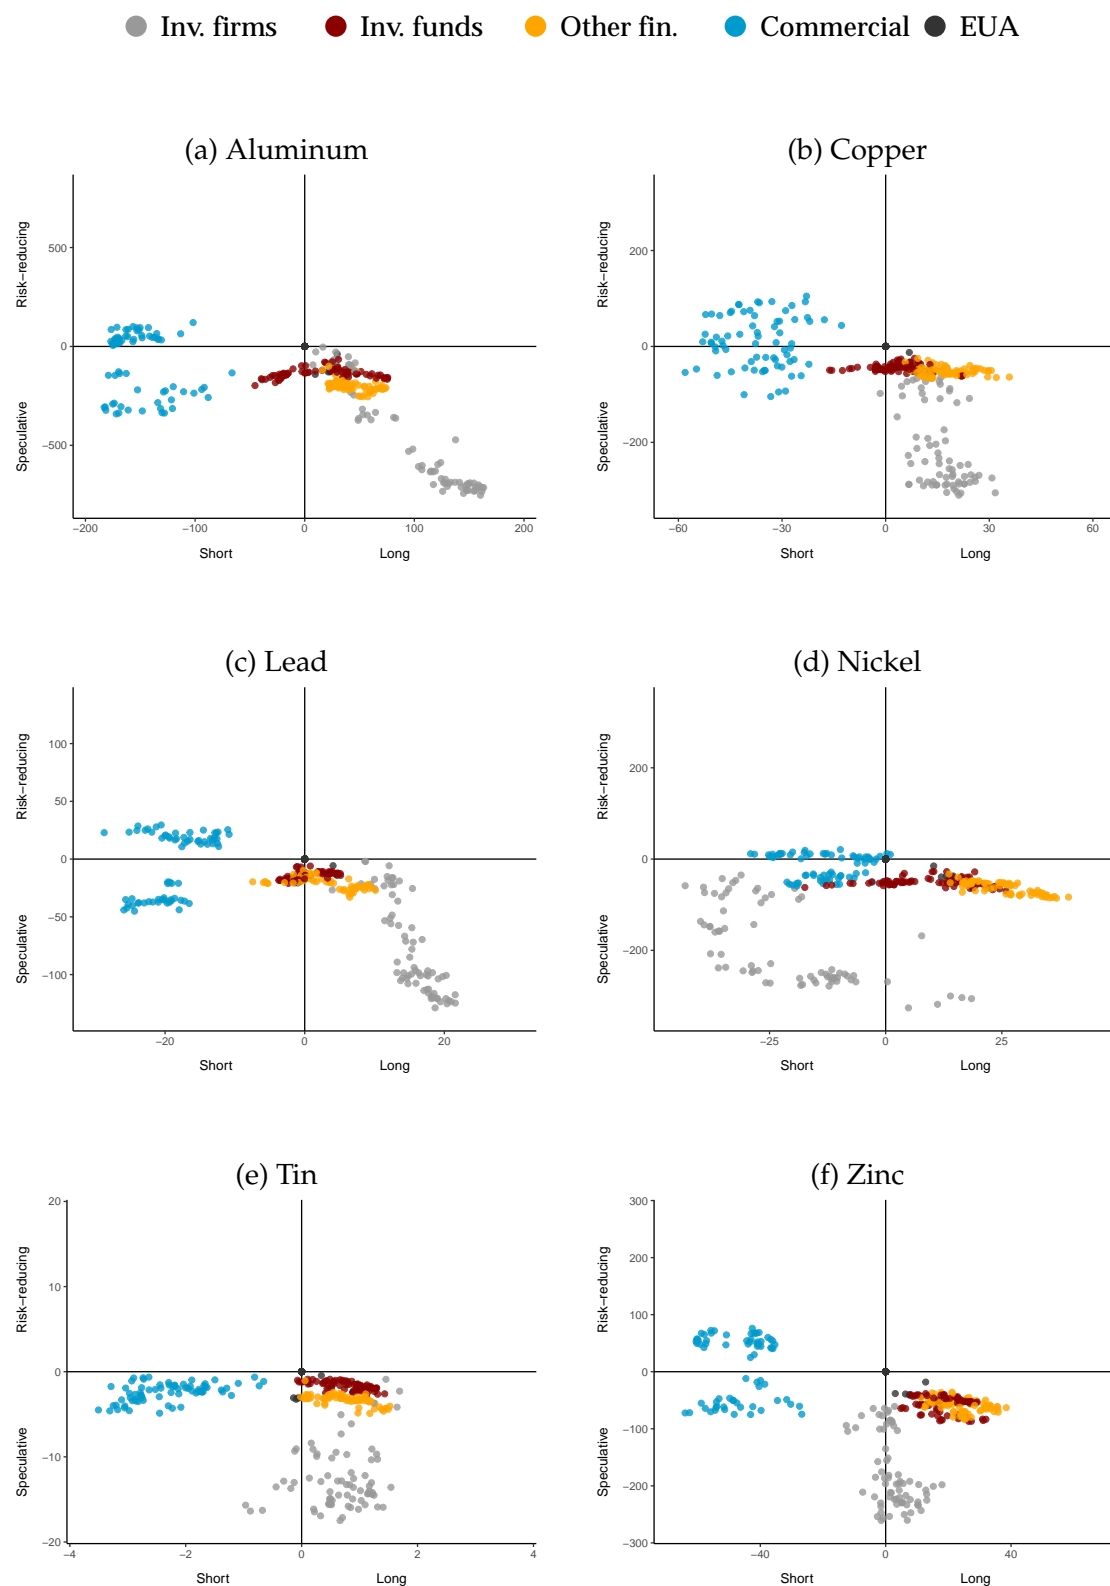 Inv. firms Inv. funds Other fin. Commercial EUA
(a) Aluminum
Risk−reducing
Speculative
500
0
−500
−200 −100 0 100 200
Short Long
(b) Copper
Risk−reducing
Speculative
200
0
−200
−60 −30 0 30 60
Short Long
(c) Lead
Risk−reducing
Speculative
100
50
0
−50
−100
−20 0 20
Short Long
(d) Nickel
Risk−reducing
Speculative
200
0
−200
−25 0 25
Short Long
(e) Tin
Risk−reducing
Speculative
20
10
0
−10
−20
−4 −2 0 2 4
Short Long
(f) Zinc
Risk−reducing
Speculative
300
200
100
0
−100
−200
−300
−40 0 40
Short Long